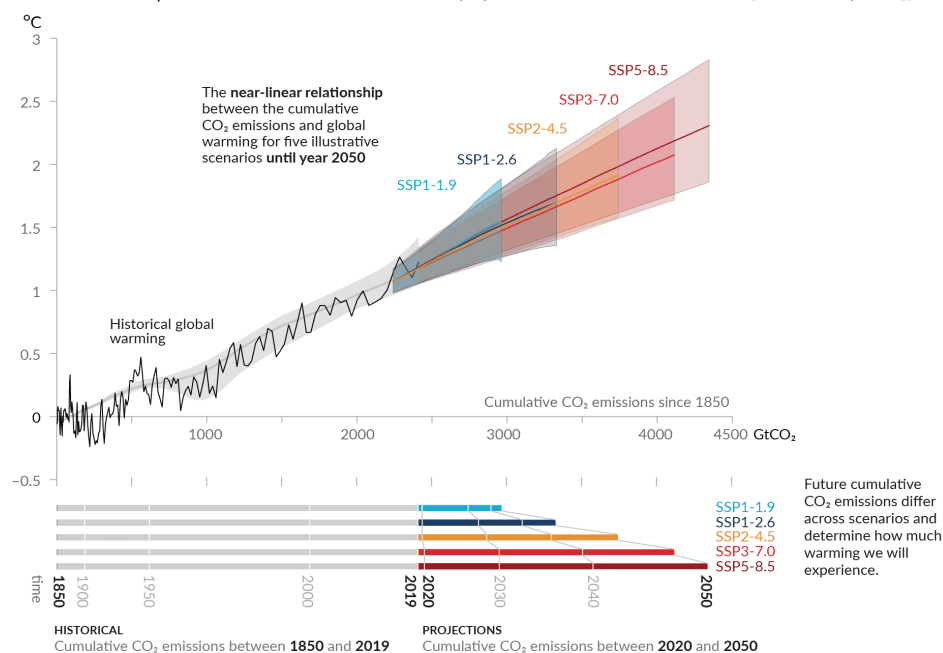 °C
3
SSP5-8.5
SSP3-7.0
The near-linear relationship
between the cumulative
CO₂ emissions and global
warming for five illustrative
scenarios until year 2050
2.5
SSP2-4.5
SSP1-2.6
2
SSP1-1.9
1.5
1
Historical global
warming
0.5
Cumulative CO₂ emissions since 1850
0
1000
2000
3000
4000
4500 GtCO₂
−0.5
Future cumulative
CO₂ emissions differ
across scenarios and
determine how much
warming we will
experience.
SSP1-1.9
SSP1-2.6
SSP2-4.5
SSP3-7.0
SSP5-8.5
time
1850
1900
1950
2000
2019
2020
2030
2040
2050
HISTORICAL
Cumulative CO₂ emissions between 1850 and 2019
PROJECTIONS
Cumulative CO₂ emissions between 2020 and 2050